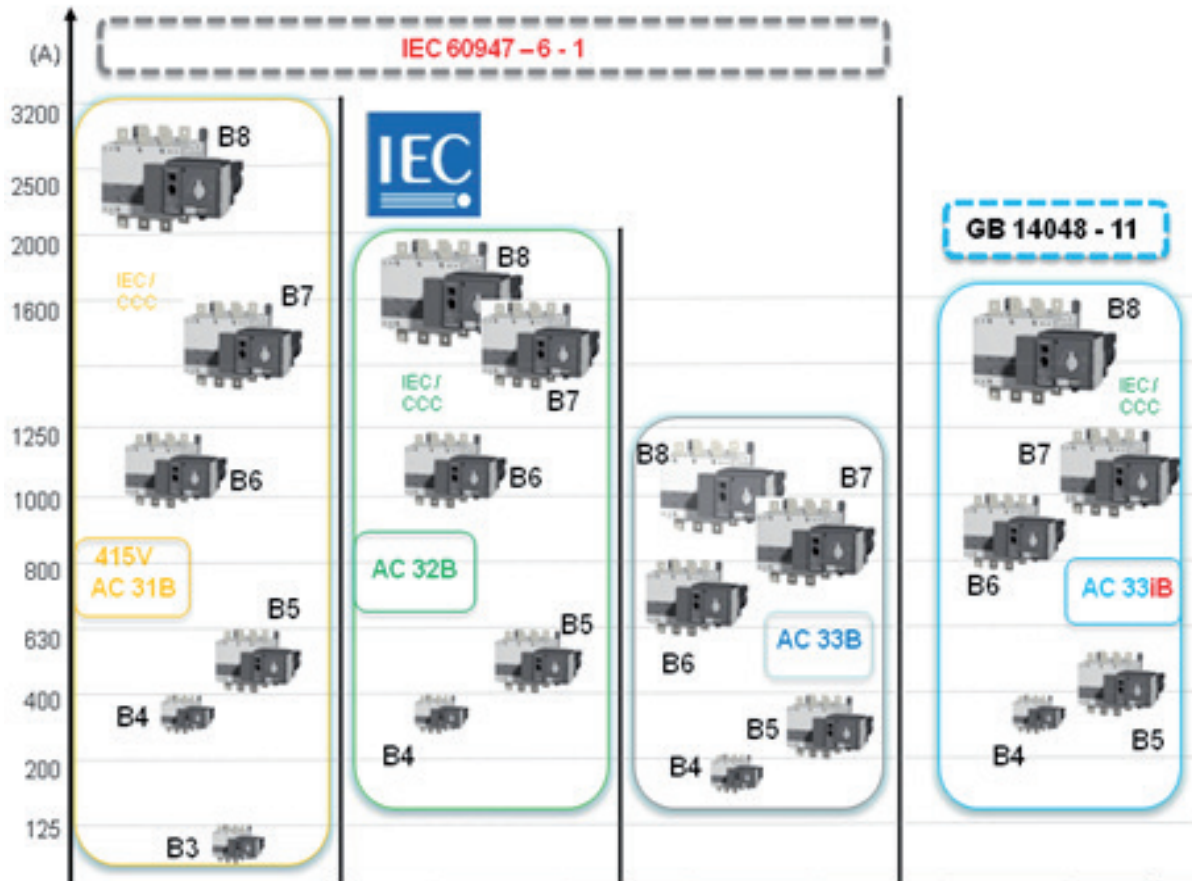 (A)
IEC 60947 – 6 - 1
3200
2500
2000
1600
1250
1000
800
630
400
200
125
B8
IEC /
CCC
B7
B6
415V
AC 31B
B5
B4
B3
IEC
B8
IEC /
CCC
B7
B6
AC 32B
B5
B4
B8
B7
B6
AC 33B
B5
B4
GB 14048 - 11
B8
IEC /
CCC
B7
B6
AC 33iB
B4
B5